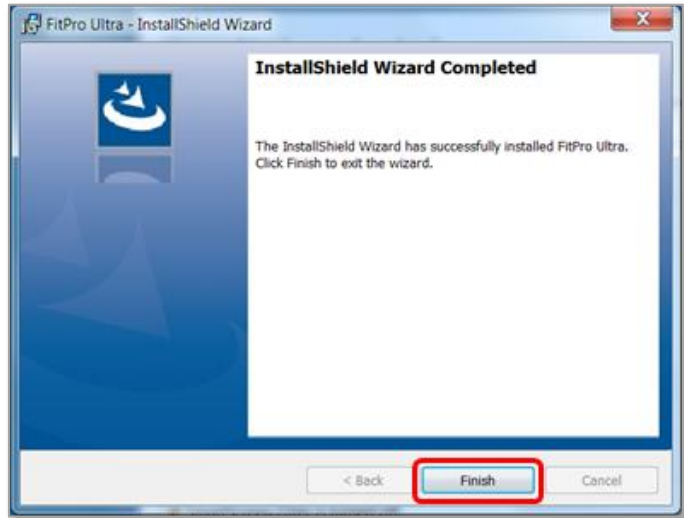 FitPro Ultra - InstallShield Wizard
InstallShield Wizard Completed
The InstallShield Wizard has successfully installed FitPro Ultra.
Click Finish to exit the wizard.
< Back
Finish
Cancel